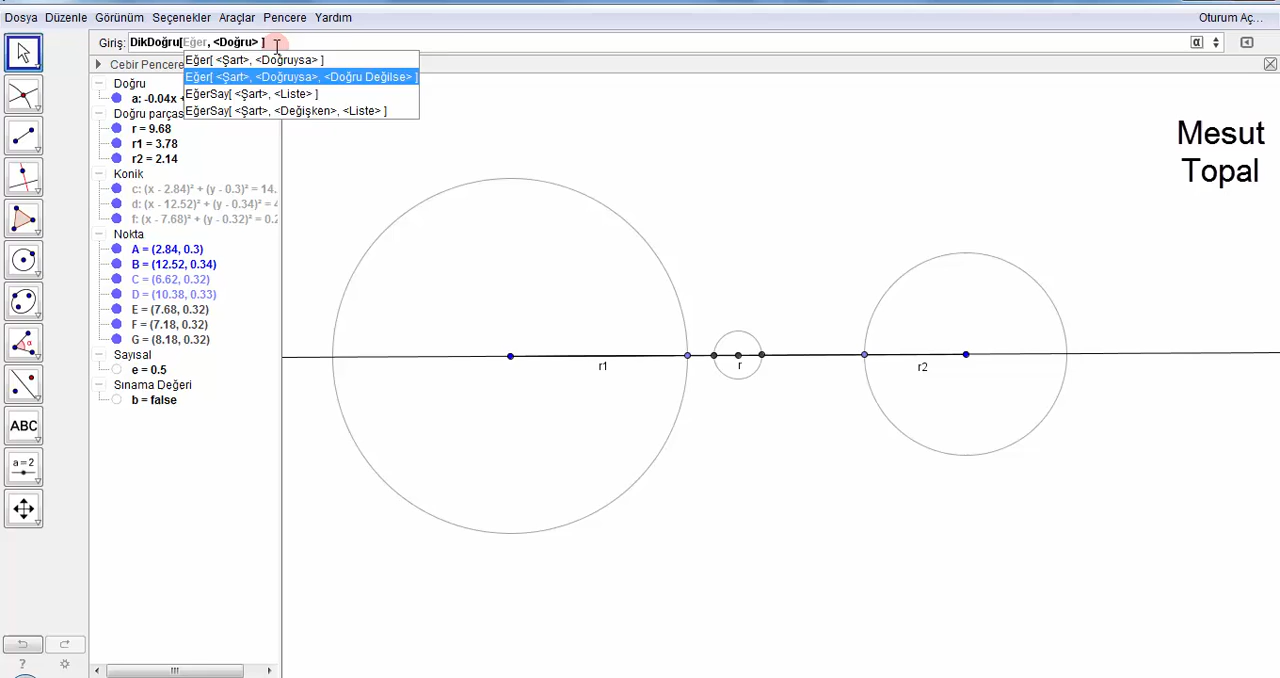 Dosya Düzenle Görünüm Seçenekler Araçlar Pencere Yardım Oturum Aç...
Giriş: DikDoğru[Eğer, <Doğru> ] α
Eğer[ <Şart>, <Doğruysa> ]
Eğer[ <Şart>, <Doğruysa>, <Doğru Değilse> ]
EğerSay[ <Şart>, <Liste> ]
EğerSay[ <Şart>, <Değişken>, <Liste> ]
Cebir Pencere
Doğru
a: -0.04x +
Doğru parças
r = 9.68
r1 = 3.78
r2 = 2.14
Konik
c: (x - 2.84)² + (y - 0.3)² = 14.
d: (x - 12.52)² + (y - 0.34)² = 4
f: (x - 7.68)² + (y - 0.32)² = 0.2
Nokta
A = (2.84, 0.3)
B = (12.52, 0.34)
C = (6.62, 0.32)
D = (10.38, 0.33)
E = (7.68, 0.32)
F = (7.18, 0.32)
G = (8.18, 0.32)
Sayısal
e = 0.5
Sınama Değeri
b = false
ABC
a = 2
α
?
Mesut
Topal
r1
r
r2